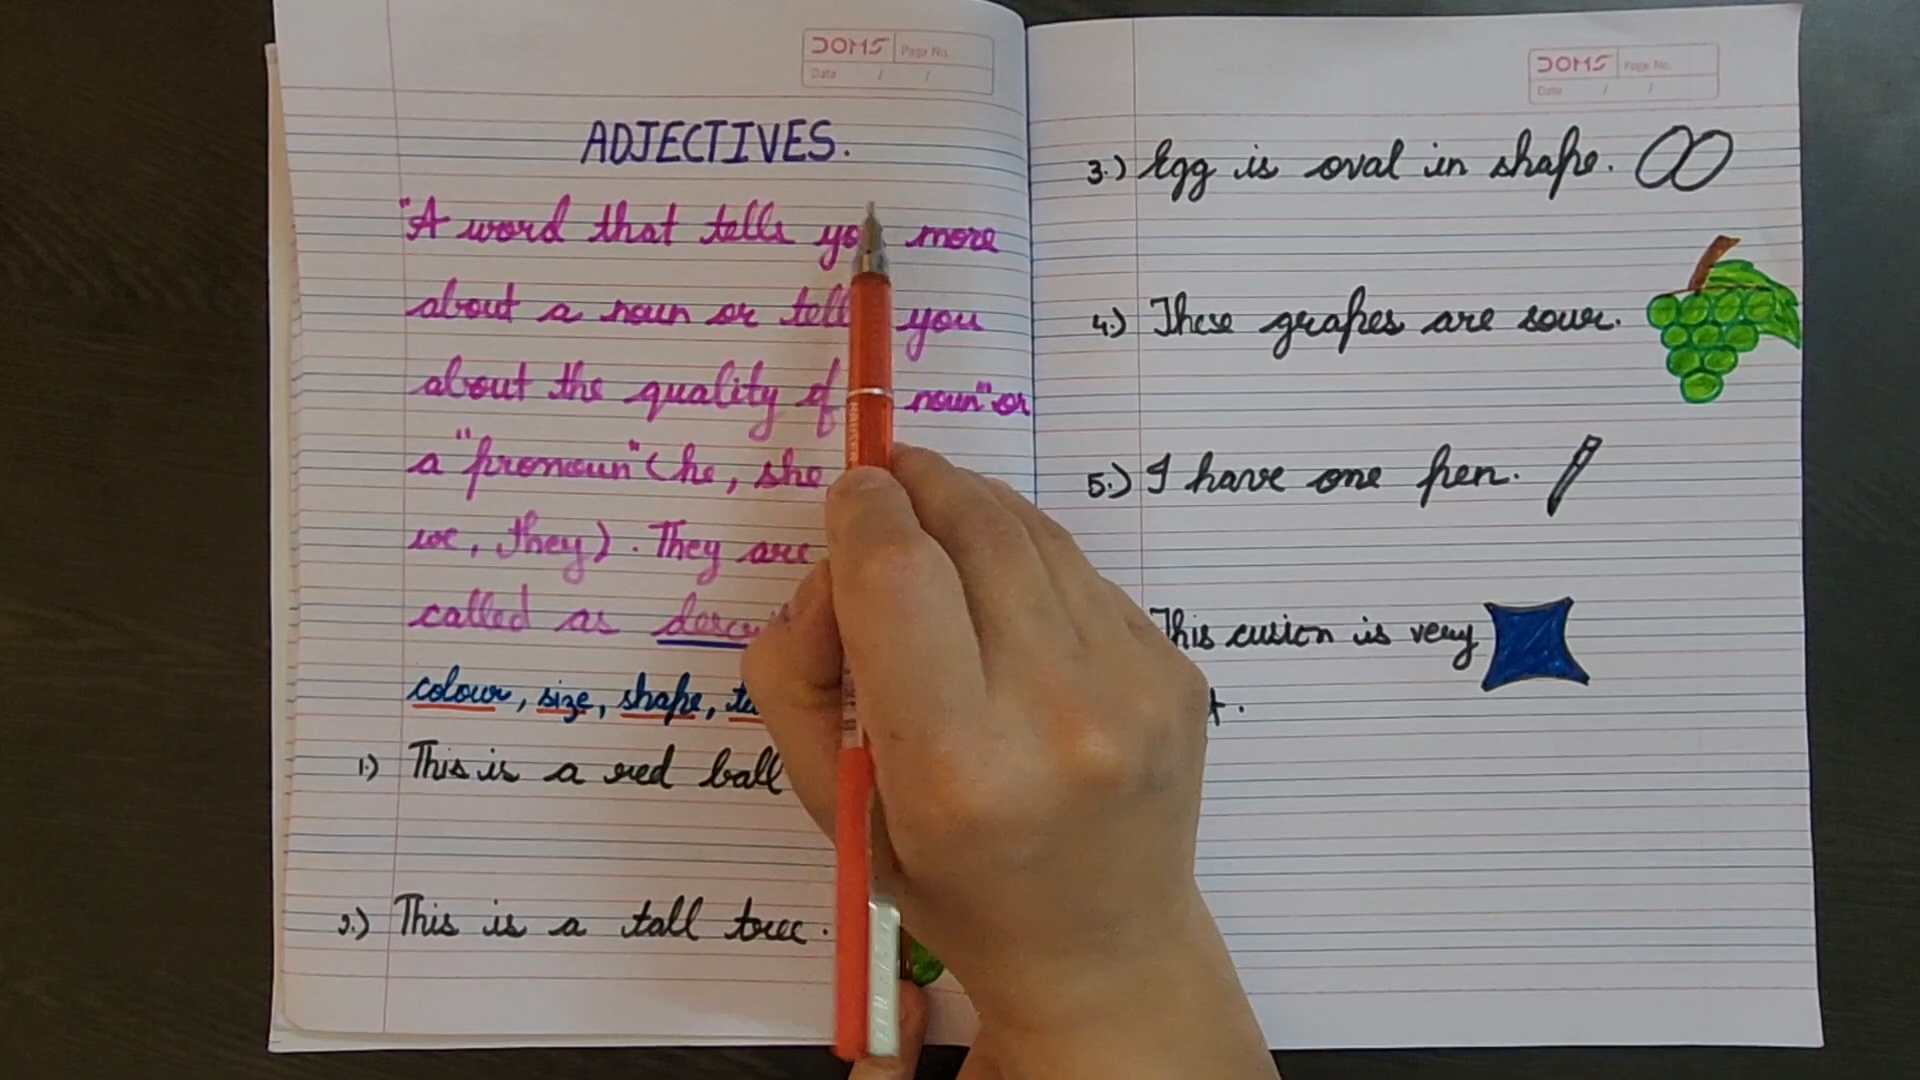 DOMS Page No.
Date / /
ADJECTIVES.
"A word that tells you more
about a noun or tell you
about the quality of noun" or
a "pronoun" (he, she
we, they). They are
called as
colour, size, shape,
1.) This is a red ball
2.) This is a tall tree.
DOMS Page No.
Date / /
3.) Egg is oval in shape.
4.) These grapes are sour.
5.) I have one pen.
This cusion is very
HAUSER